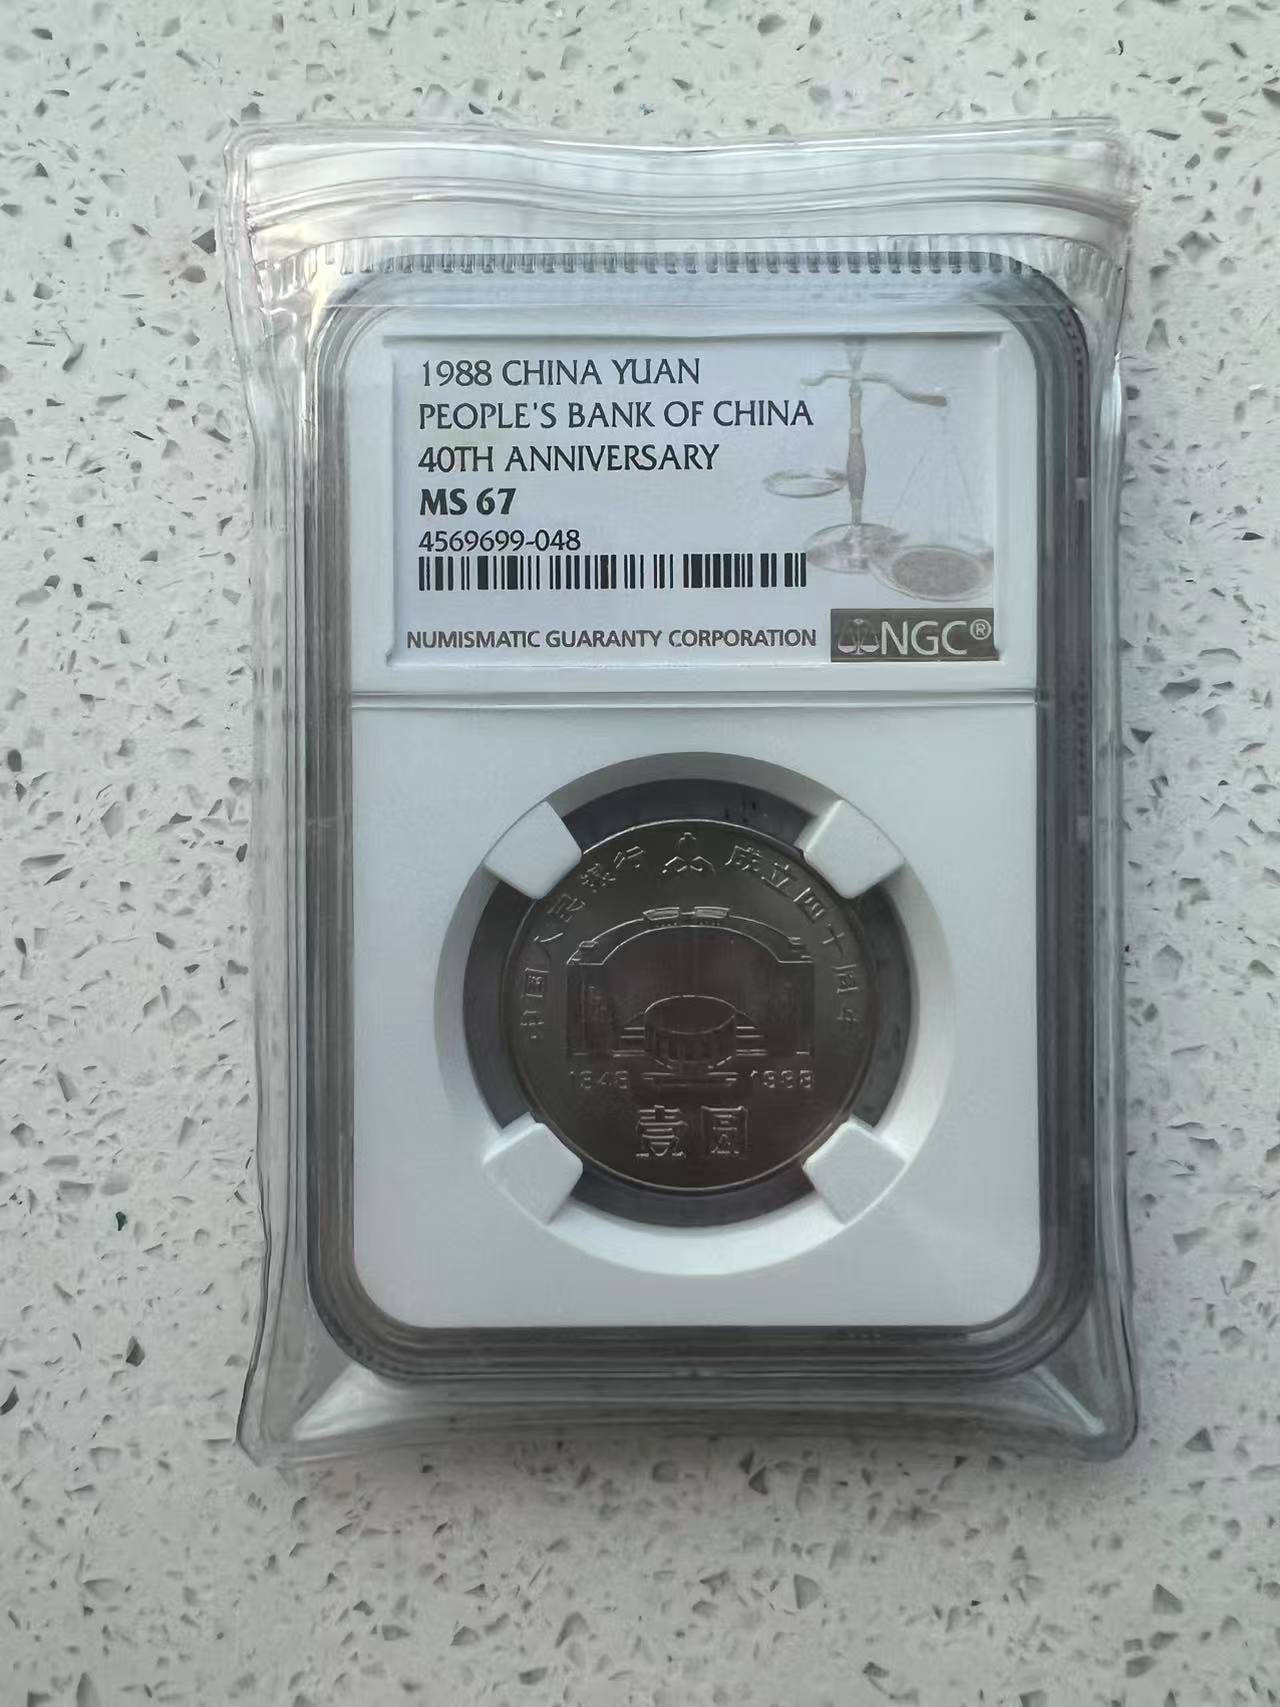 1988 CHINA YUAN
PEOPLE'S BANK OF CHINA
40TH ANNIVERSARY
MS 67
4569699-048
NUMISMATIC GUARANTY CORPORATION
NGC®
中国人民银行 成立四十周年
1948 1988
壹圆